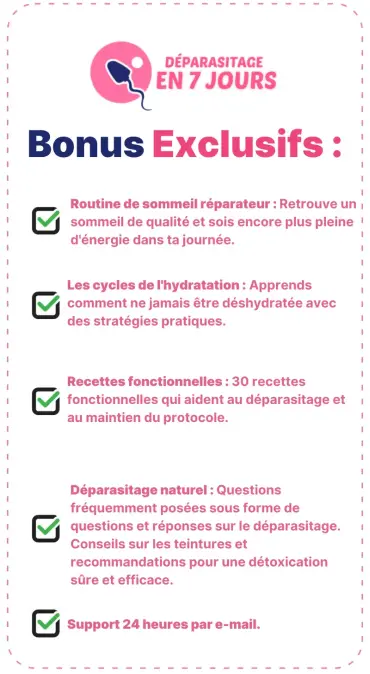 DÉPARASITAGE
EN 7 JOURS
Bonus Exclusifs :
Routine de sommeil réparateur : Retrouve un
sommeil de qualité et sois encore plus pleine
d'énergie dans ta journée.
Les cycles de l'hydratation : Apprends
comment ne jamais être déshydratée avec
des stratégies pratiques.
Recettes fonctionnelles : 30 recettes
fonctionnelles qui aident au déparasitage et
au maintien du protocole.
Déparasitage naturel : Questions
fréquemment posées sous forme de
questions et réponses sur le déparasitage.
Conseils sur les teintures et
recommandations pour une détoxication
sûre et efficace.
Support 24 heures par e-mail.